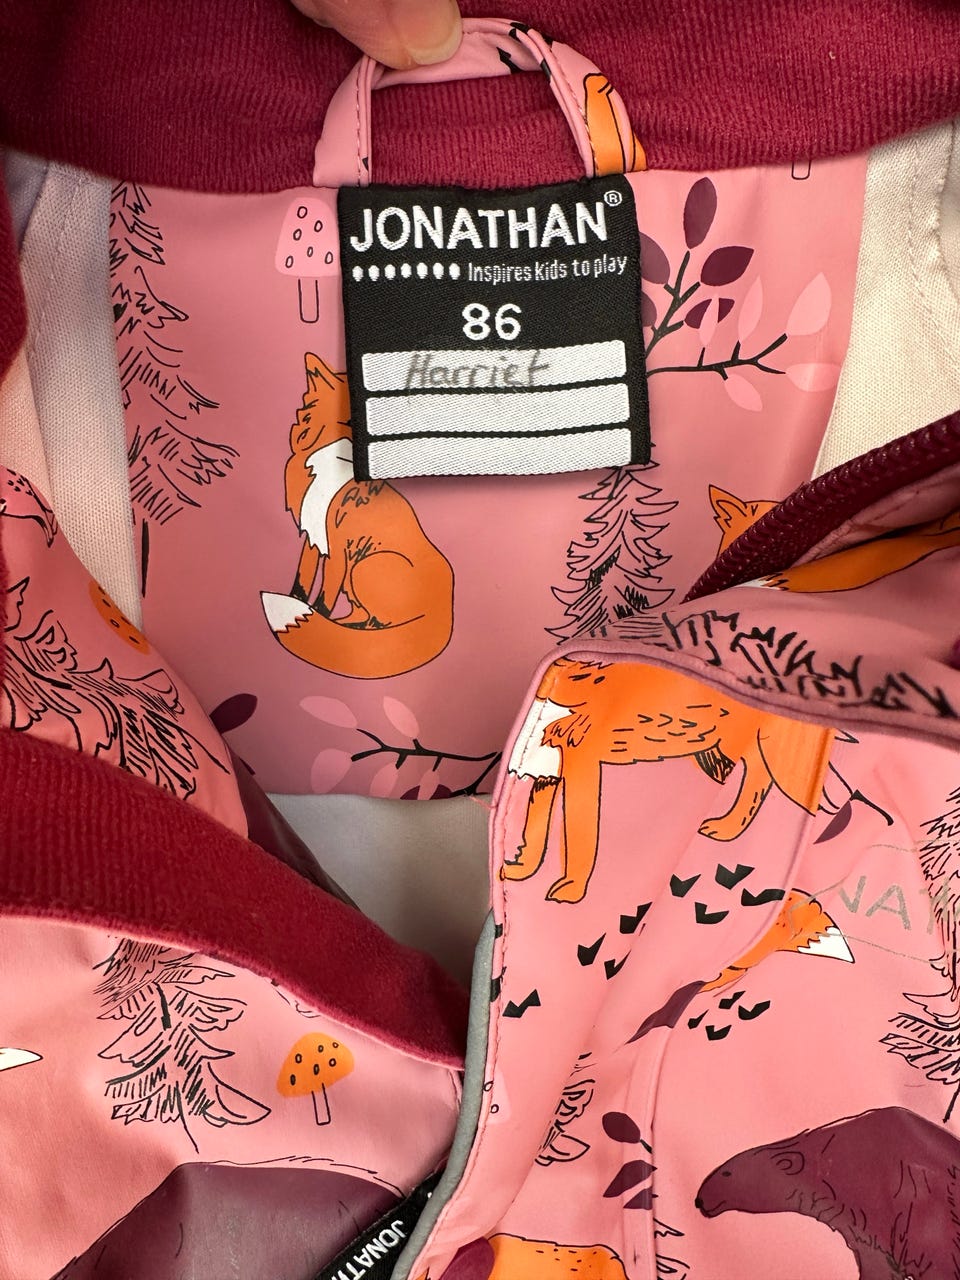 JONATHAN®
Inspires kids to play
86
Harriet